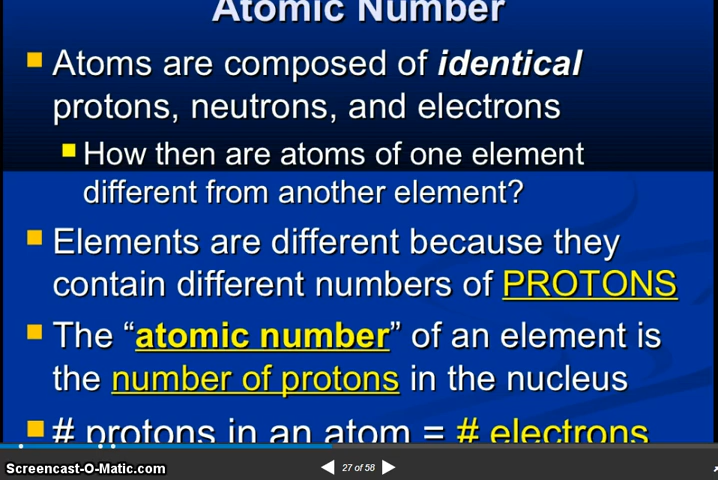 Atomic Number
Atoms are composed of identical
protons, neutrons, and electrons
How then are atoms of one element
different from another element?
Elements are different because they
contain different numbers of PROTONS
The “atomic number” of an element is
the number of protons in the nucleus
# protons in an atom = # electrons
Screencast-O-Matic.com
27 of 58